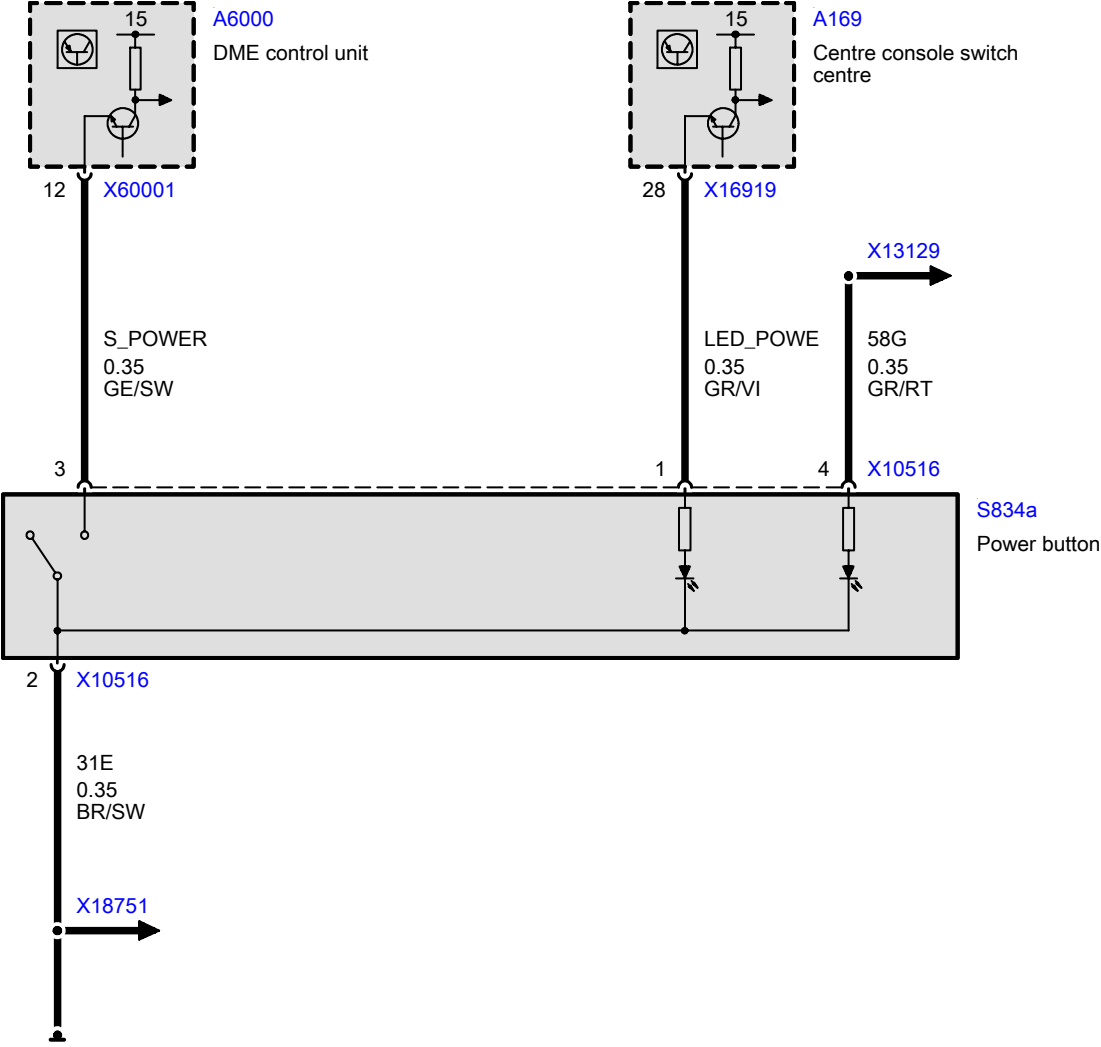 15
A6000
DME control unit
15
A169
Centre console switch
centre
12
X60001
28
X16919
X13129
S_POWER
0.35
GE/SW
LED_POWE
0.35
GR/VI
58G
0.35
GR/RT
3
1
4
X10516
S834a
Power button
2
X10516
31E
0.35
BR/SW
X18751